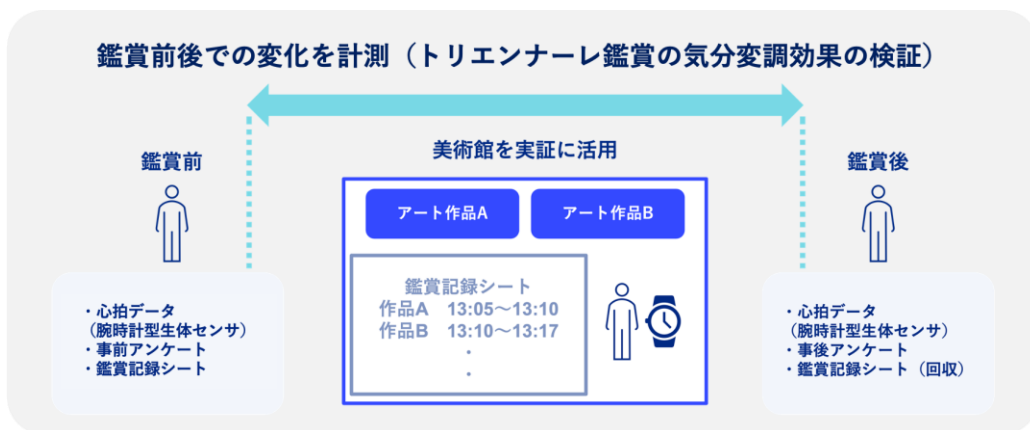 鑑賞前後での変化を計測（トリエンナーレ鑑賞の気分変調効果の検証）
鑑賞前
美術館を実証に活用
鑑賞後
アート作品A
アート作品B
鑑賞記録シート
作品A 13:05〜13:10
作品B 13:10〜13:17
・
・
・心拍データ
（腕時計型生体センサ）
・事前アンケート
・鑑賞記録シート
・心拍データ
（腕時計型生体センサ）
・事後アンケート
・鑑賞記録シート（回収）